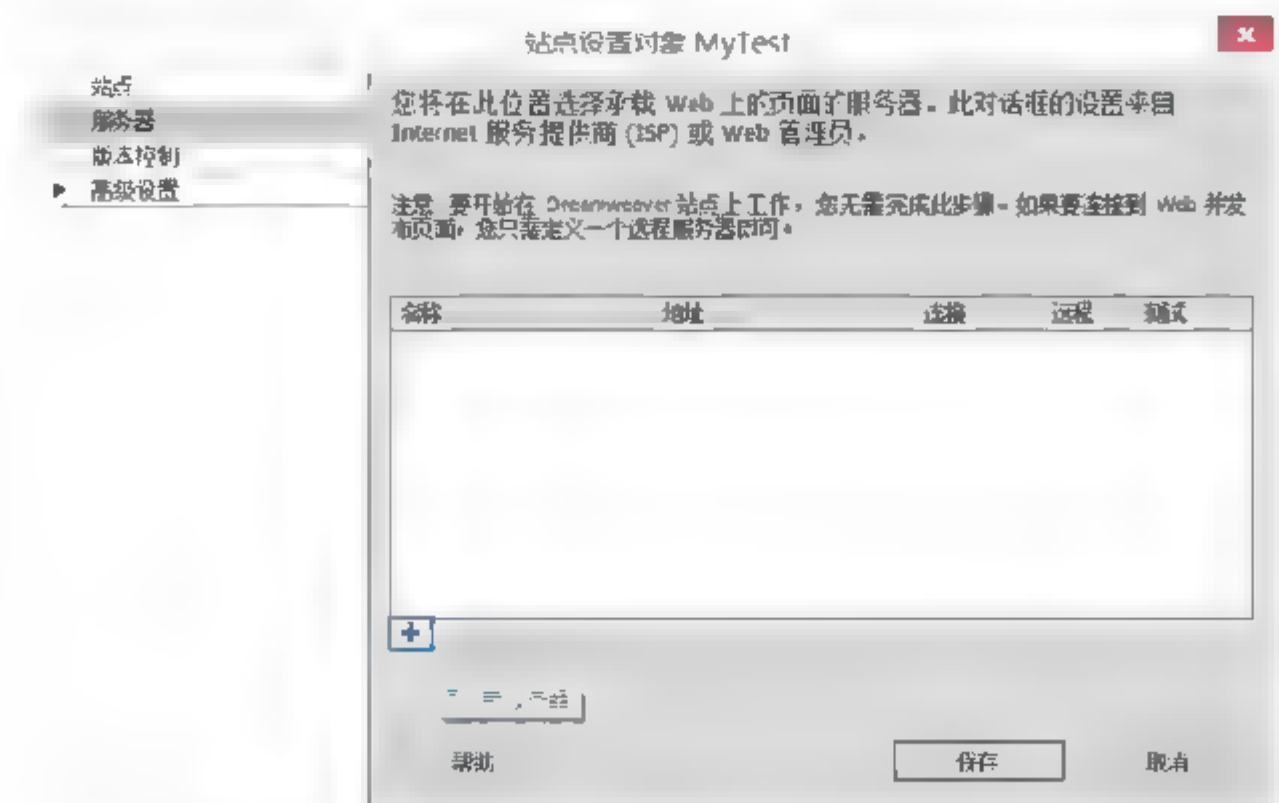 站点设置对象 MyTest
站点
服务器
版本控制
高级设置
您将在此位置选择承载 Web 上的页面的服务器。此对话框的设置来自
Internet 服务提供商 (ISP) 或 Web 管理员。
注意 要开始在 Dreamweaver 站点上工作，您无需完成此步骤。如果要连接到 Web 并发
布页面，您只需定义一个远程服务器即可。
名称 地址 连接 远程 测试
帮助 保存 取消